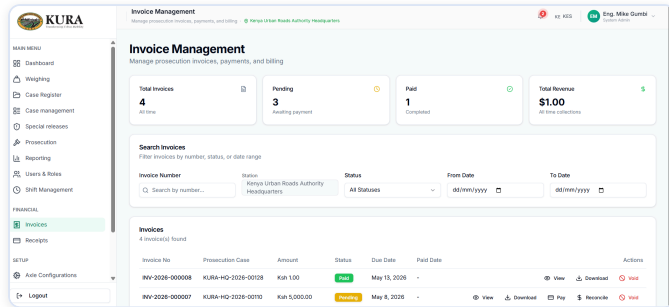 KURA
Invoice Management
Manage prosecution invoices, payments, and billing
Kenya Urban Roads Authority Headquarters
KE KES
EM
Eng. Mike Gumbi
System Admin
MAIN MENU
Dashboard
Weighing
Case Register
Case management
Special releases
Prosecution
Reporting
Users & Roles
Shift Management
FINANCIAL
Invoices
Receipts
SETUP
Axle Configurations
Logout
Invoice Management
Manage prosecution invoices, payments, and billing
Total Invoices
4
All time
Pending
3
Awaiting payment
Paid
1
Completed
Total Revenue
$
$1.00
All time collections
Search Invoices
Filter invoices by number, status, or date range
Invoice Number
Search by number...
Station
Kenya Urban Roads Authority
Headquarters
Status
All Statuses
From Date
dd/mm/yyyy
To Date
dd/mm/yyyy
Invoices
4 invoice(s) found
Invoice No Prosecution Case Amount Status Due Date Paid Date Actions
INV-2026-000008 KURA-HQ-2026-00128 Ksh 1.00 Paid May 13, 2026 - View Download Void
INV-2026-000007 KURA-HQ-2026-00110 Ksh 5,000.00 Pending May 8, 2026 - View Download Pay $ Reconcile Void